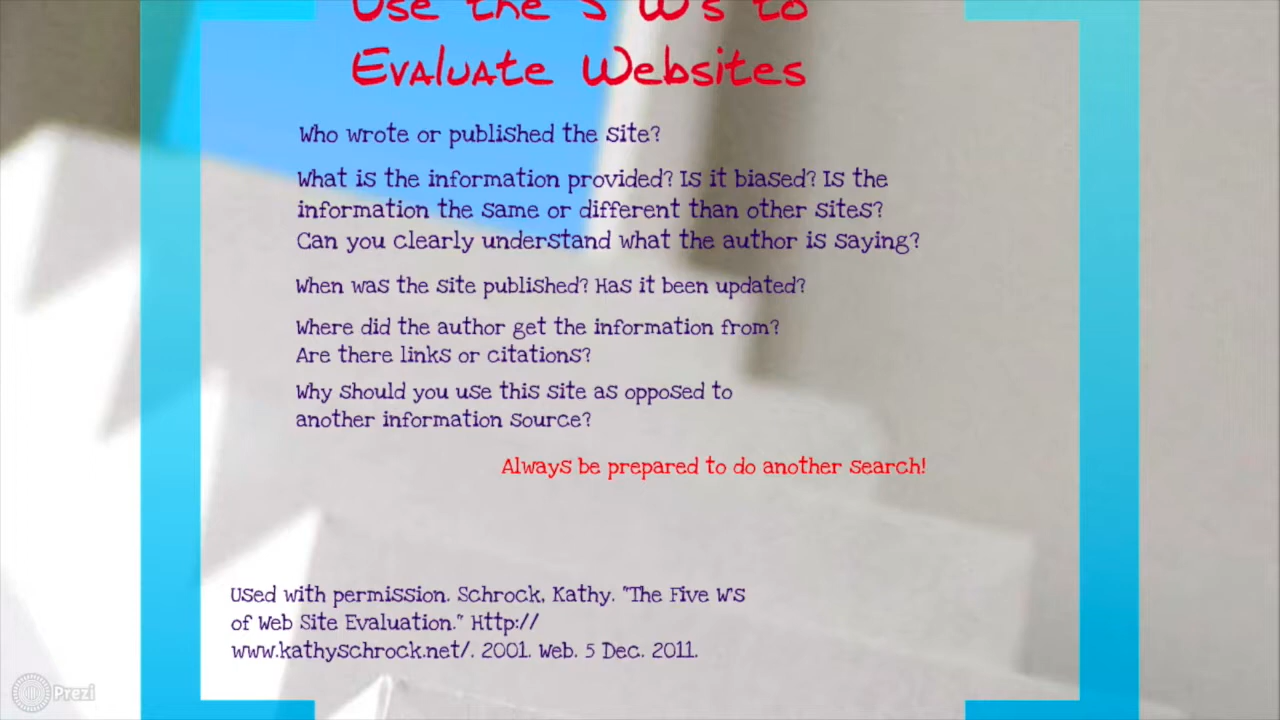 Use the 5 W's to
Evaluate Websites
Who wrote or published the site?
What is the information provided? Is it biased? Is the
information the same or different than other sites?
Can you clearly understand what the author is saying?
When was the site published? Has it been updated?
Where did the author get the information from?
Are there links or citations?
Why should you use this site as opposed to
another information source?
Always be prepared to do another search!
Used with permission. Schrock, Kathy. "The Five W's
of Web Site Evaluation." Http://
www.kathyschrock.net/. 2001. Web. 5 Dec. 2011.
Prezi